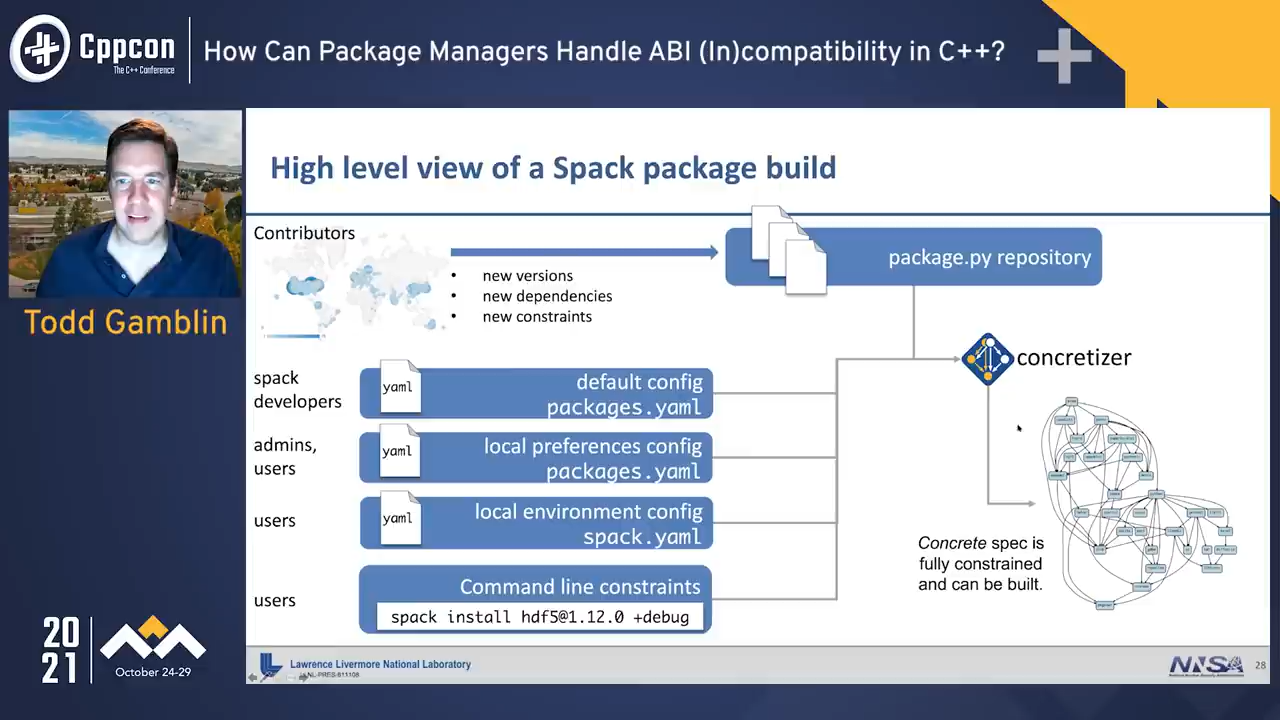 Cppcon
The C++ Conference
How Can Package Managers Handle ABI (In)compatibility in C++?
Todd Gamblin
High level view of a Spack package build
Contributors
• new versions
• new dependencies
• new constraints
package.py repository
concretizer
spack
developers
yaml
default config
packages.yaml
admins,
users
yaml
local preferences config
packages.yaml
users
yaml
local environment config
spack.yaml
users
Command line constraints
spack install hdf5@1.12.0 +debug
Concrete spec is
fully constrained
and can be built.
20
21
October 24-29
Lawrence Livermore National Laboratory
NNSA
28